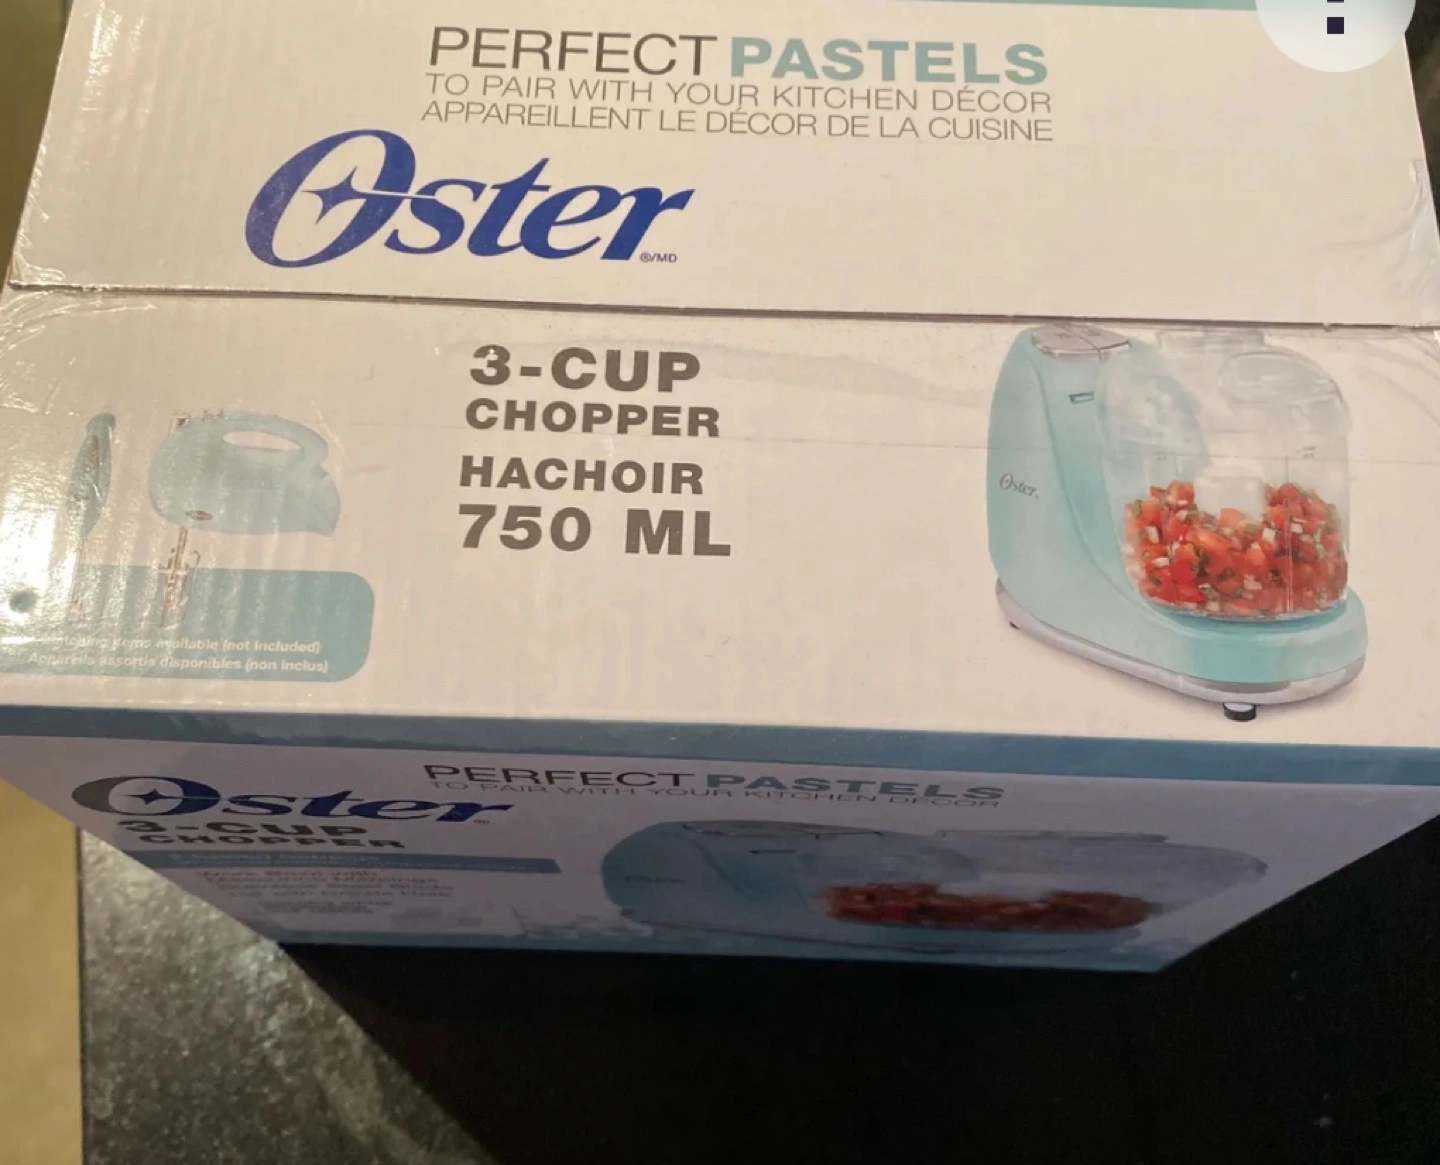 PERFECT PASTELS
TO PAIR WITH YOUR KITCHEN DÉCOR
APPAREILLENT LE DÉCOR DE LA CUISINE
Oster
®/MD
3-CUP
CHOPPER
HACHOIR
750 ML
Oster
available (not included)
Appareils assortis disponibles (non inclus)
PERFECT PASTELS
TO PAIR WITH YOUR KITCHEN DÉCOR
Oster
3-CUP
CHOPPER